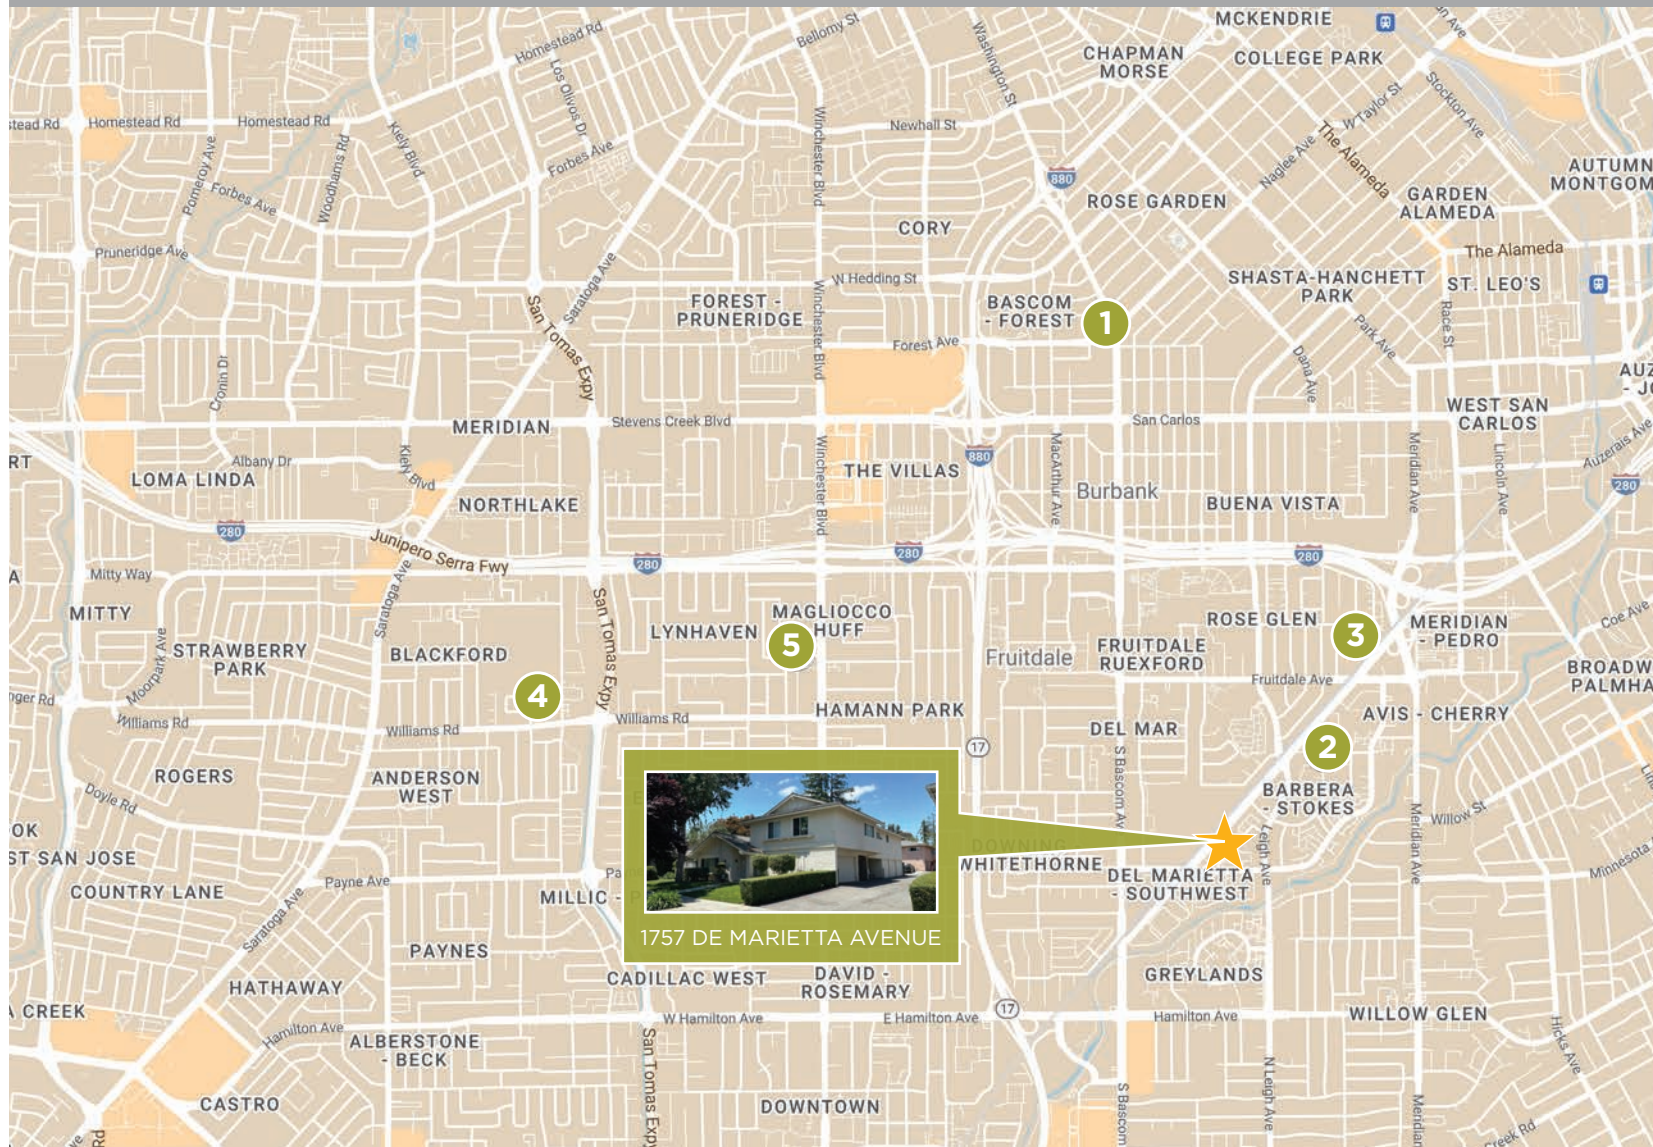 MCKENDRIE
CHAPMAN
MORSE
COLLEGE PARK
Homestead Rd
Bellomy St
Washington St
Los Olivos Dr
Stockton Ave
W Taylor St
The Alameda
Naglee Ave
Homestead Rd
Homestead Rd
Kiely Blvd
Woodhams Rd
Pomeroy Ave
Forbes Ave
Forbes Ave
Winchester Blvd
Newhall St
880
ROSE GARDEN
GARDEN
ALAMEDA
AUTUMN
MONTGOM
CORY
Pruneridge Ave
Saratoga Ave
W Hedding St
The Alameda
SHASTA-HANCHETT
PARK
ST. LEO'S
FOREST -
PRUNERIDGE
Winchester Blvd
BASCOM
- FOREST
1
San Tomas Expy
Forest Ave
Park Ave
Race St
Dana Ave
Cronin Dr
MERIDIAN
Stevens Creek Blvd
San Carlos
WEST SAN
CARLOS
Auzerais Ave
Albany Dr
Kiely Blvd
LOMA LINDA
NORTHLAKE
Winchester Blvd
THE VILLAS
880
MacArthur Ave
Burbank
BUENA VISTA
Meridian Ave
Lincoln Ave
280
280
Junipero Serra Fwy
280
280
280
Mitty Way
MITTY
Saratoga Ave
San Tomas Expy
STRAWBERRY
PARK
Moorpark Ave
BLACKFORD
LYNHAVEN
MAGLIOCCO
HUFF
5
Fruitdale
FRUITDALE
RUEXFORD
ROSE GLEN
3
MERIDIAN
- PEDRO
Coe Ave
BROADW
PALMHA
Fruitdale Ave
4
Williams Rd
Williams Rd
Williams Rd
HAMANN PARK
17
DEL MAR
AVIS - CHERRY
2
S Bascom Av
BARBERA
- STOKES
ROGERS
ANDERSON
WEST
Doyle Rd
Willow St
Meridian Ave
Leigh Ave
ST SAN JOSE
COUNTRY LANE
Payne Ave
MILLIC - P
DOWNING
WHITETHORNE
DEL MARIETTA
- SOUTHWEST
Minnesota
1757 DE MARIETTA AVENUE
Saratoga Ave
PAYNES
HATHAWAY
CADILLAC WEST
DAVID -
ROSEMARY
GREYLANDS
A CREEK
Hamilton Ave
W Hamilton Ave
E Hamilton Ave
17
Hamilton Ave
WILLOW GLEN
Hicks Ave
ALBERSTONE
- BECK
San Tomas Expy
N Leigh Ave
S Bascom
Meridian
CASTRO
DOWNTOWN
Creek Rd